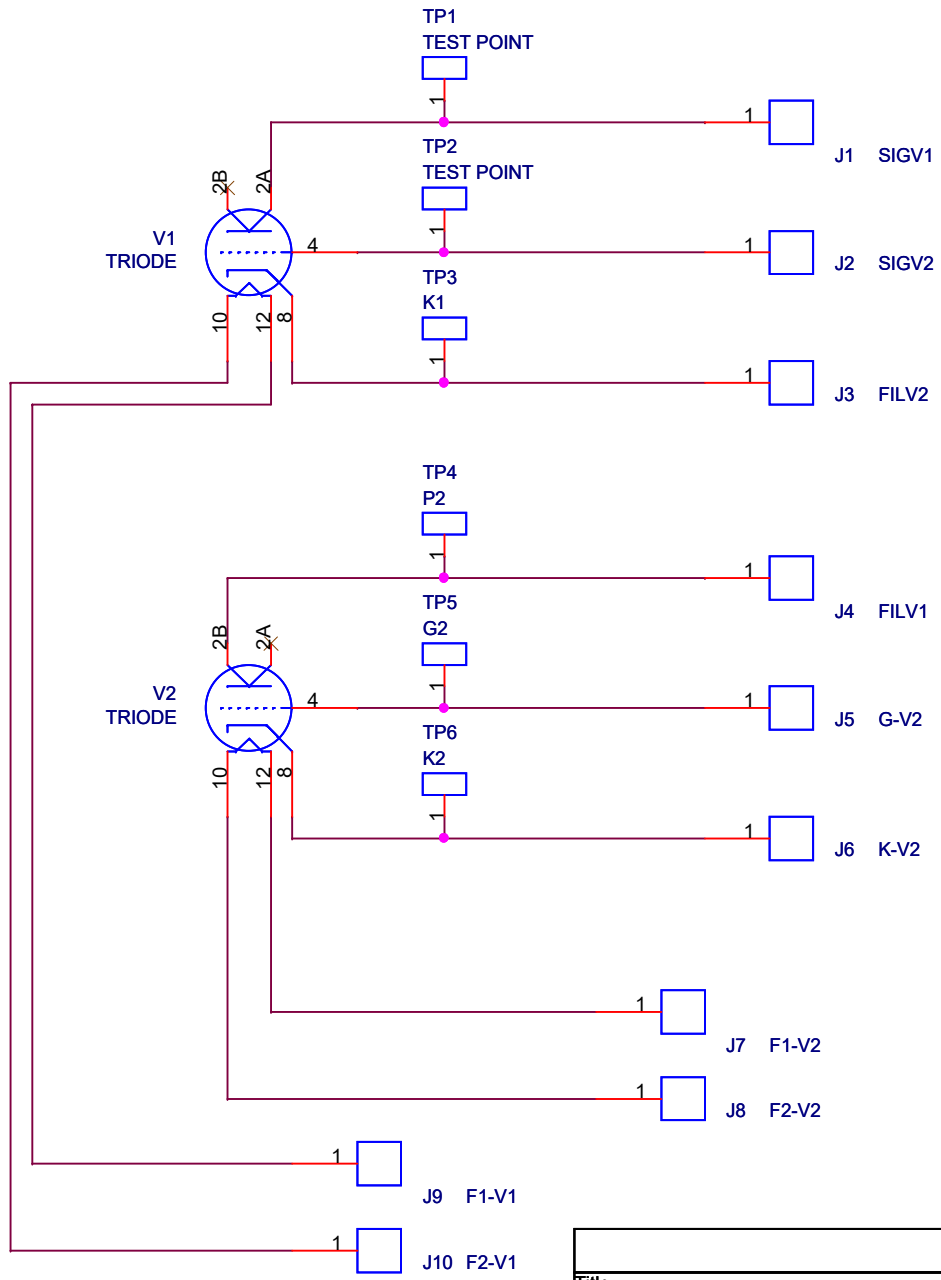 TP1
TEST POINT
1
1
J1 SIGV1
TP2
TEST POINT
2B
2A
1
V1
TRIODE
4
1
J2 SIGV2
TP3
K1
10
12
8
1
1
J3 FILV2
TP4
P2
1
1
J4 FILV1
TP5
G2
2B
2A
1
V2
TRIODE
4
1
J5 G-V2
TP6
K2
10
12
8
1
1
J6 K-V2
1
J7 F1-V2
1
J8 F2-V2
1
J9 F1-V1
1
J10 F2-V1
Title